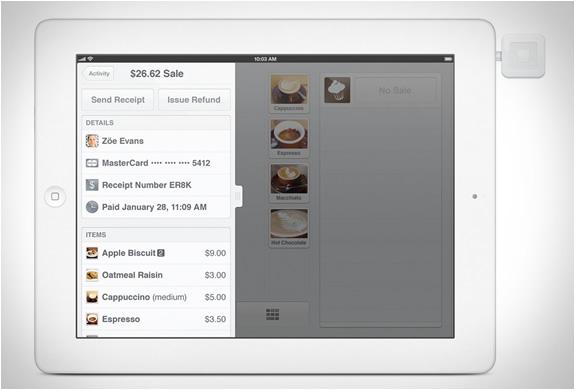 10:03 AM
Activity
$26.62 Sale
Send Receipt
Issue Refund
DETAILS
Zöe Evans
MasterCard •••• •••• •••• 5412
Receipt Number ER8K
Paid January 28, 11:09 AM
ITEMS
Apple Biscuit 2 $9.00
Oatmeal Raisin $3.00
Cappuccino (medium) $5.00
Espresso $3.50
Cappuccino
Espresso
Macchiato
Hot Chocolate
No Sale